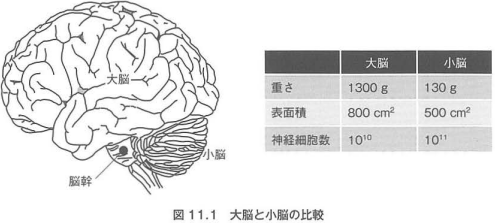 大脳
小脳
脳幹
大脳 小脳
重さ 1300 g 130 g
表面積 800 cm² 500 cm²
神経細胞数 10¹⁰ 10¹¹
図 11.1 大脳と小脳の比較